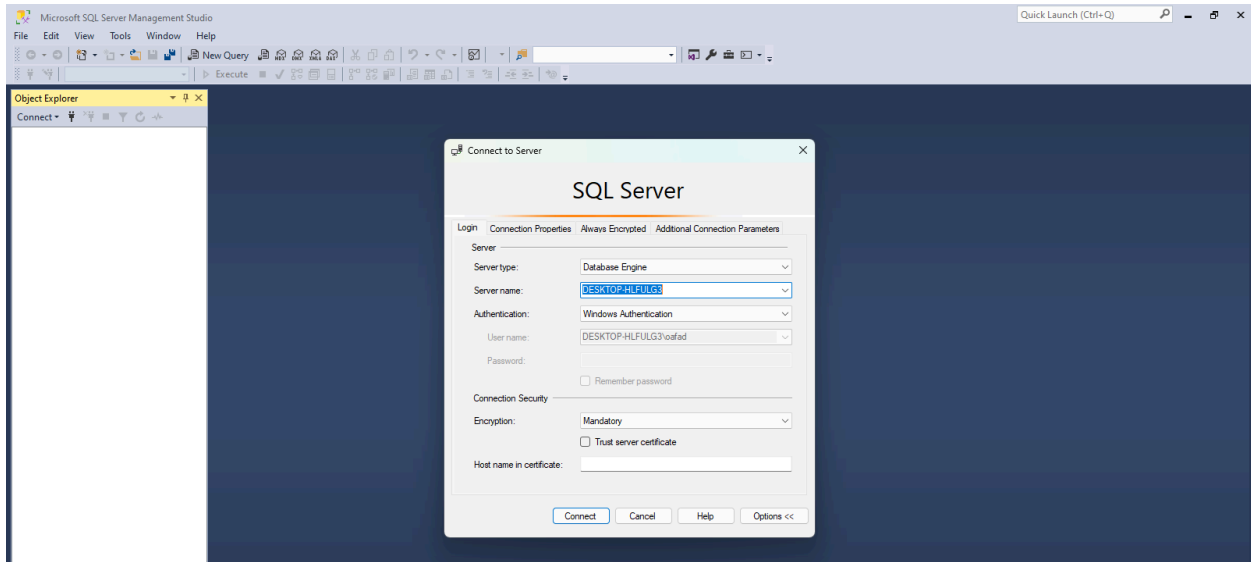 Microsoft SQL Server Management Studio
Quick Launch (Ctrl+Q)
File Edit View Tools Window Help
New Query
Execute
Object Explorer
Connect
Connect to Server
SQL Server
Login Connection Properties Always Encrypted Additional Connection Parameters
Server
Server type: Database Engine
Server name: DESKTOP-HLFULG3
Authentication: Windows Authentication
User name: DESKTOP-HLFULG3\oafad
Password:
Remember password
Connection Security
Encryption: Mandatory
Trust server certificate
Host name in certificate:
Connect Cancel Help Options <<